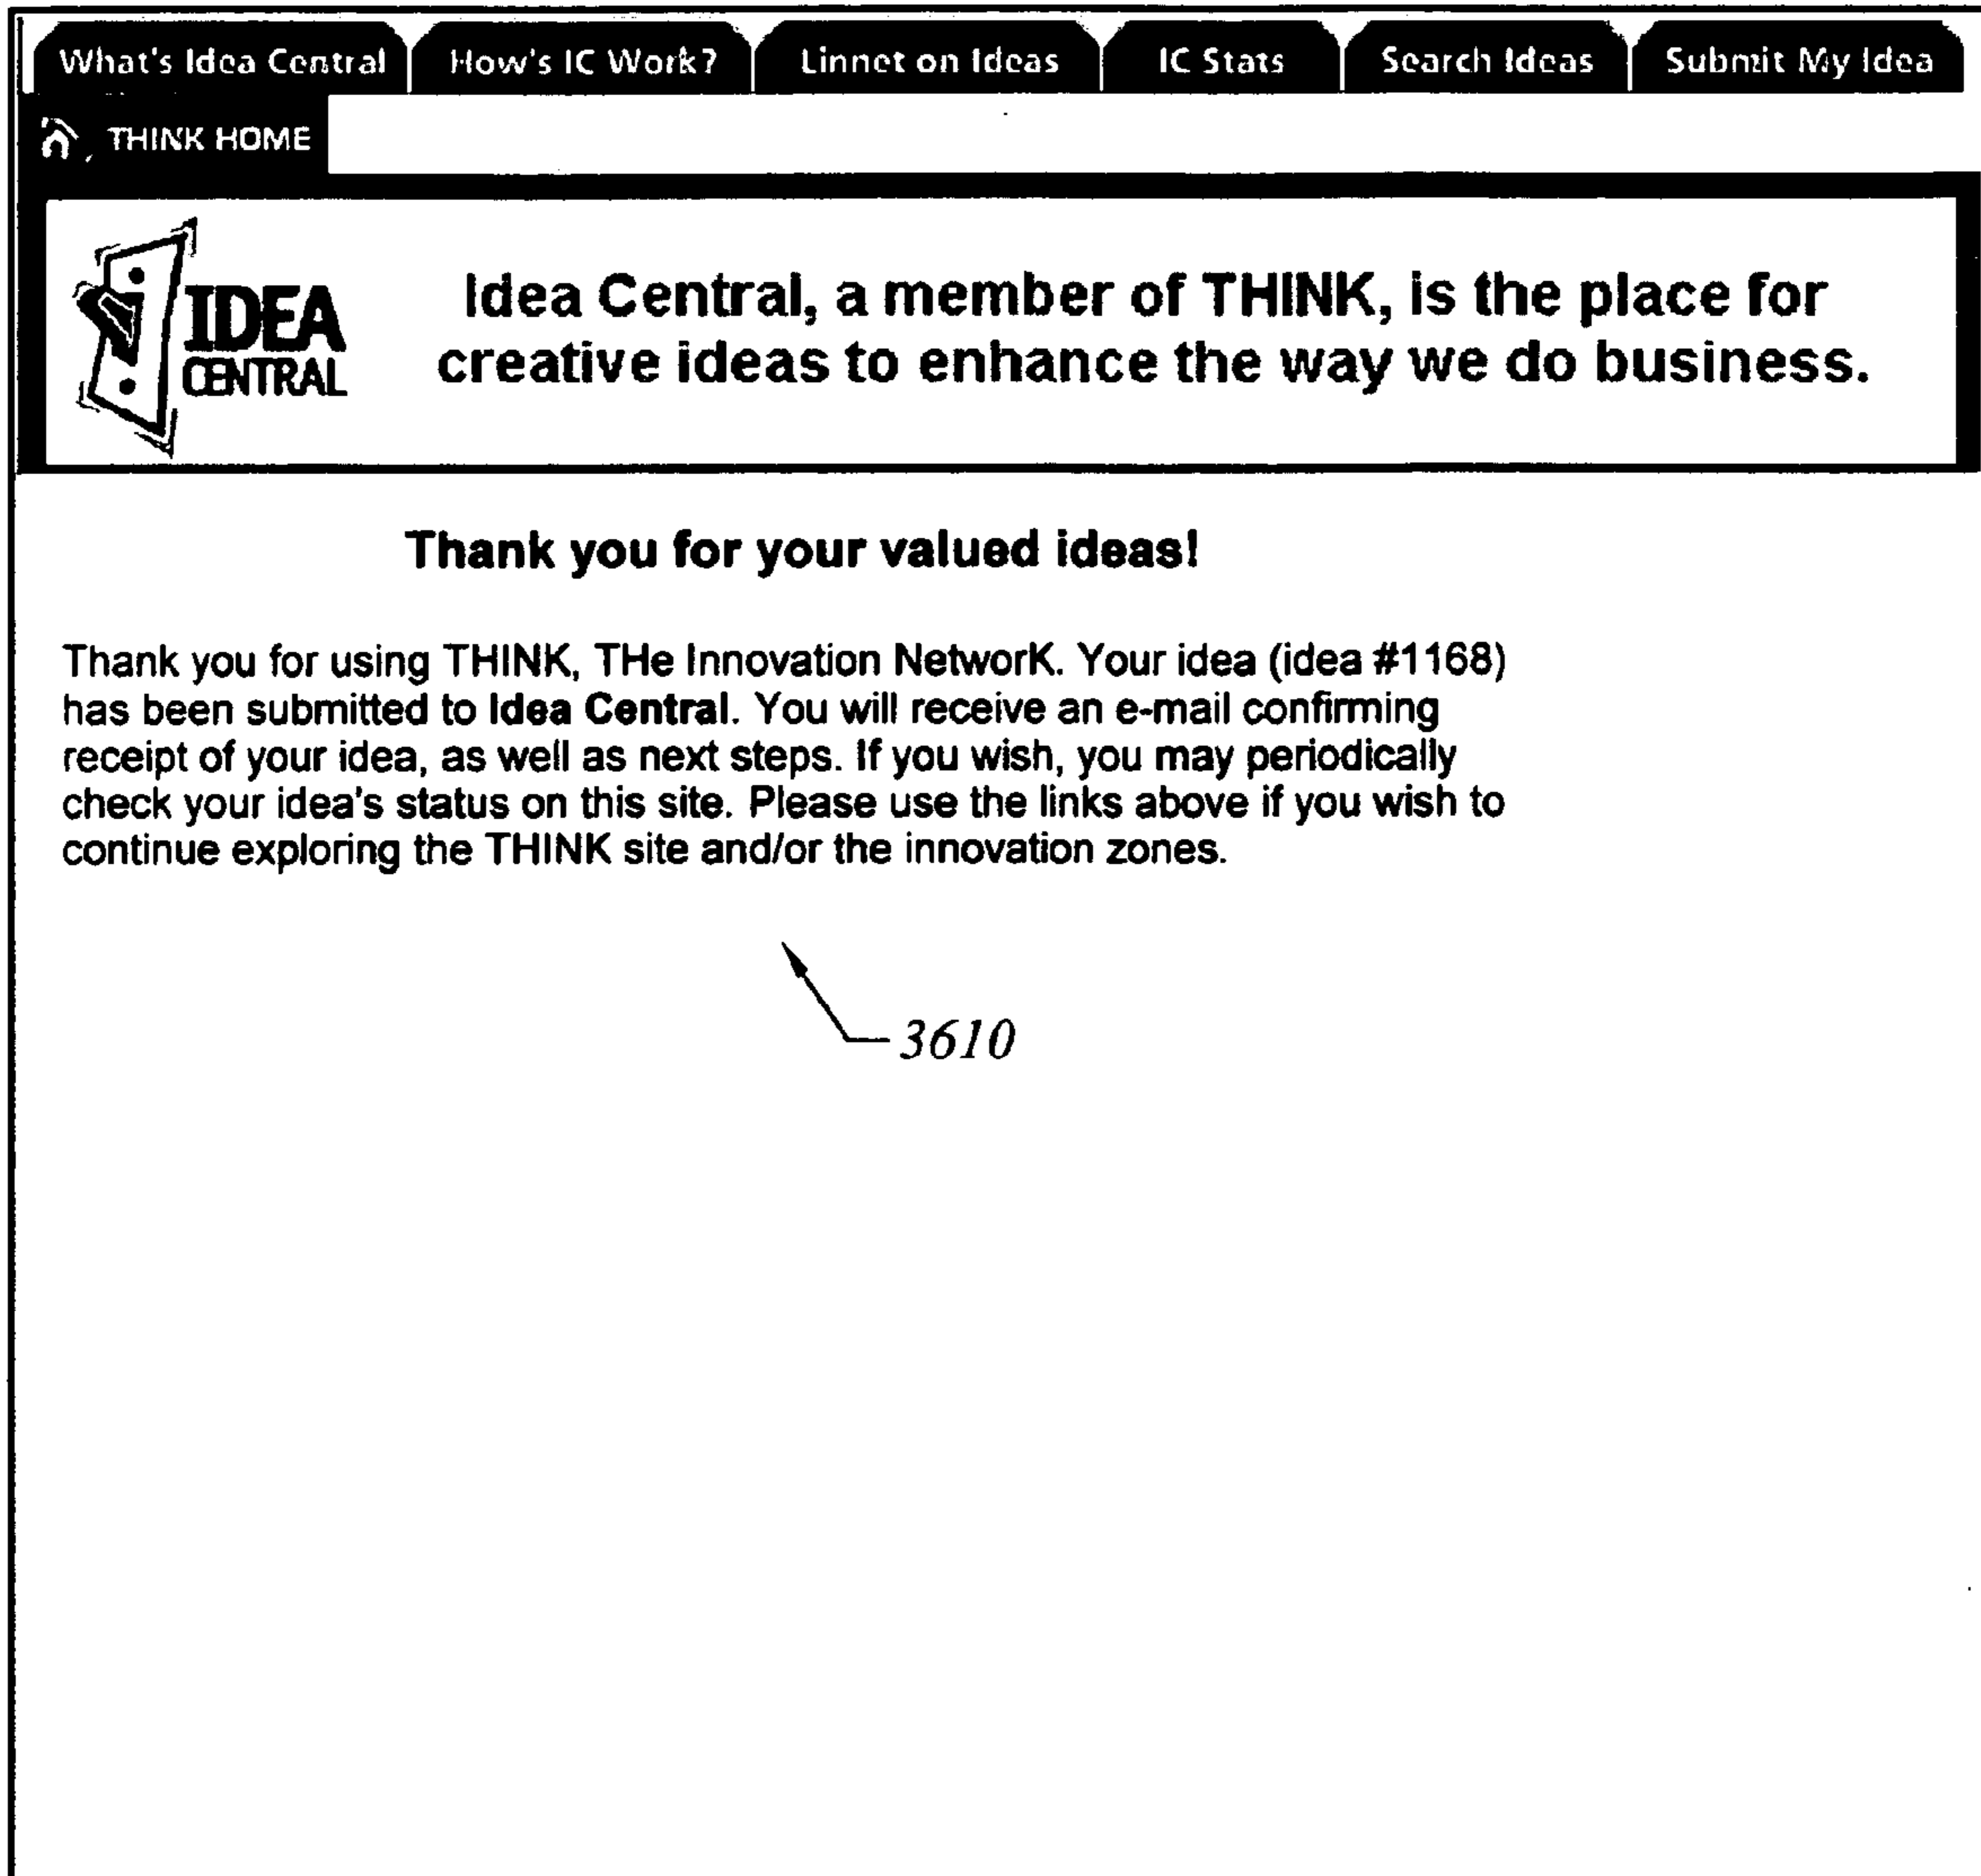 What's Idea Central How's IC Work? Linnet on Ideas IC Stats Search Ideas Submit My Idea
THINK HOME
IDEA
CENTRAL
Idea Central, a member of THINK, is the place for
creative ideas to enhance the way we do business.
Thank you for your valued ideas!
Thank you for using THINK, THe Innovation NetworK. Your idea (idea #1168)
has been submitted to Idea Central. You will receive an e-mail confirming
receipt of your idea, as well as next steps. If you wish, you may periodically
check your idea's status on this site. Please use the links above if you wish to
continue exploring the THINK site and/or the innovation zones.
3610